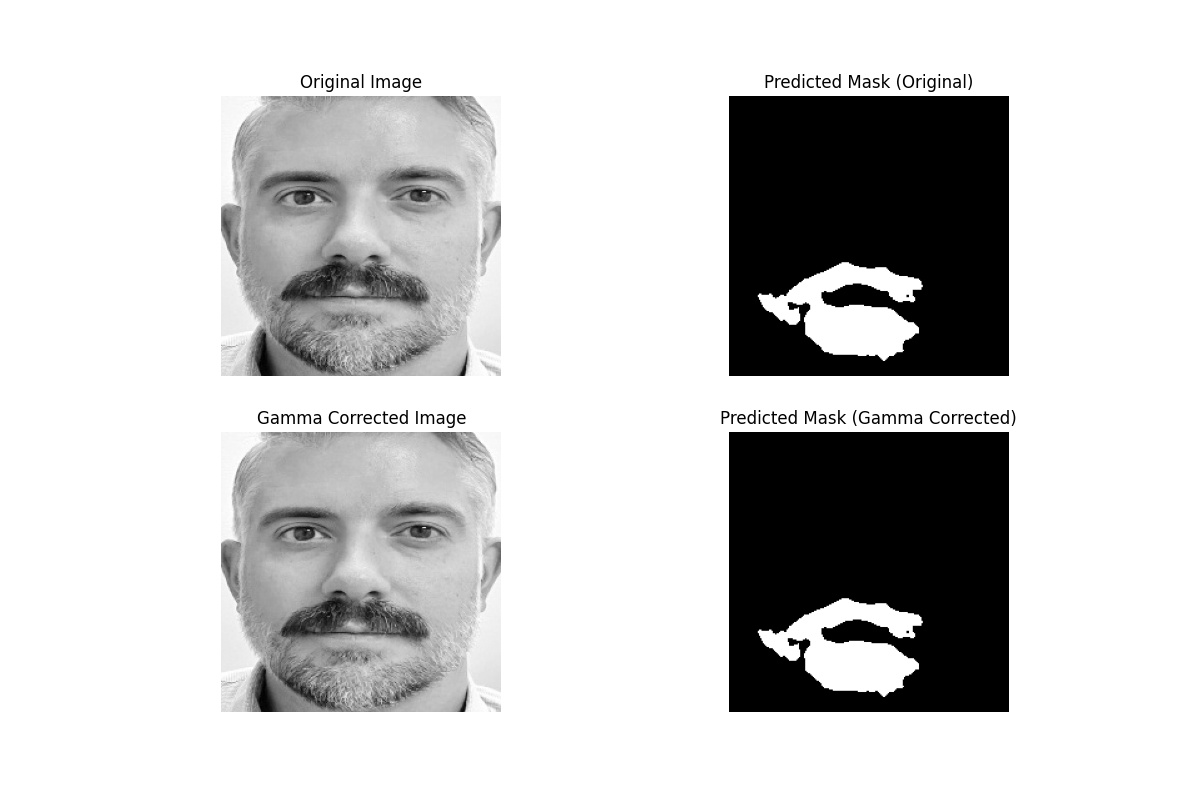 Original Image
Predicted Mask (Original)
Gamma Corrected Image
Predicted Mask (Gamma Corrected)